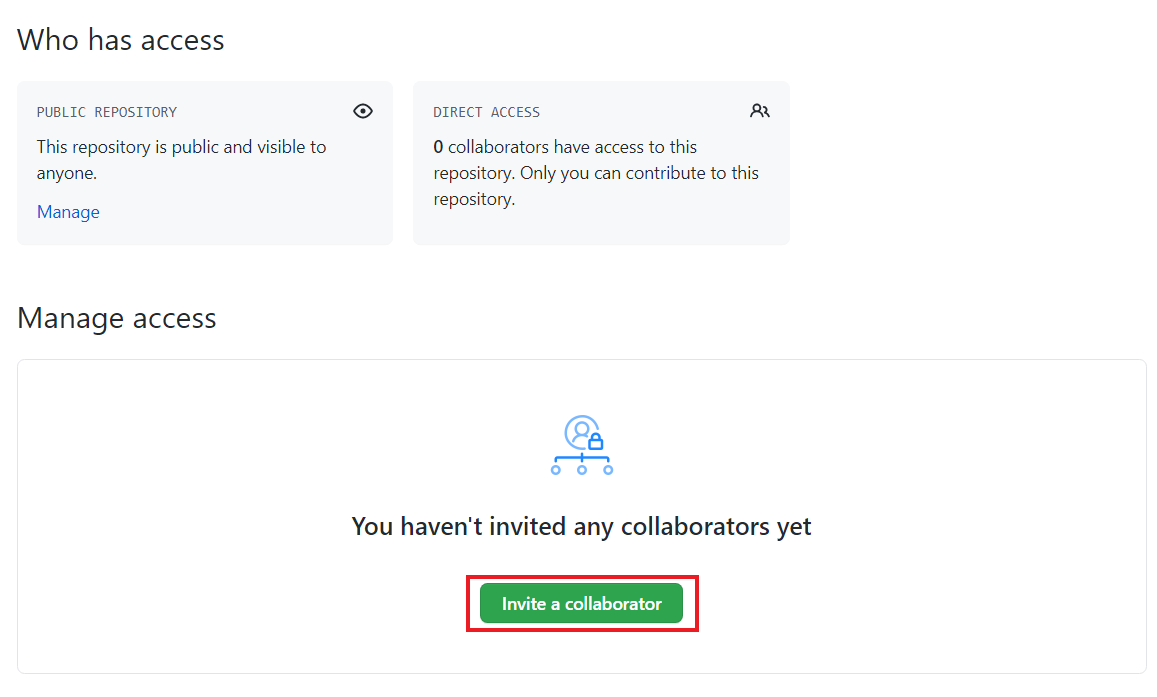 Who has access
PUBLIC REPOSITORY
This repository is public and visible to
anyone.
Manage
DIRECT ACCESS
0 collaborators have access to this
repository. Only you can contribute to this
repository.
Manage access
You haven't invited any collaborators yet
Invite a collaborator